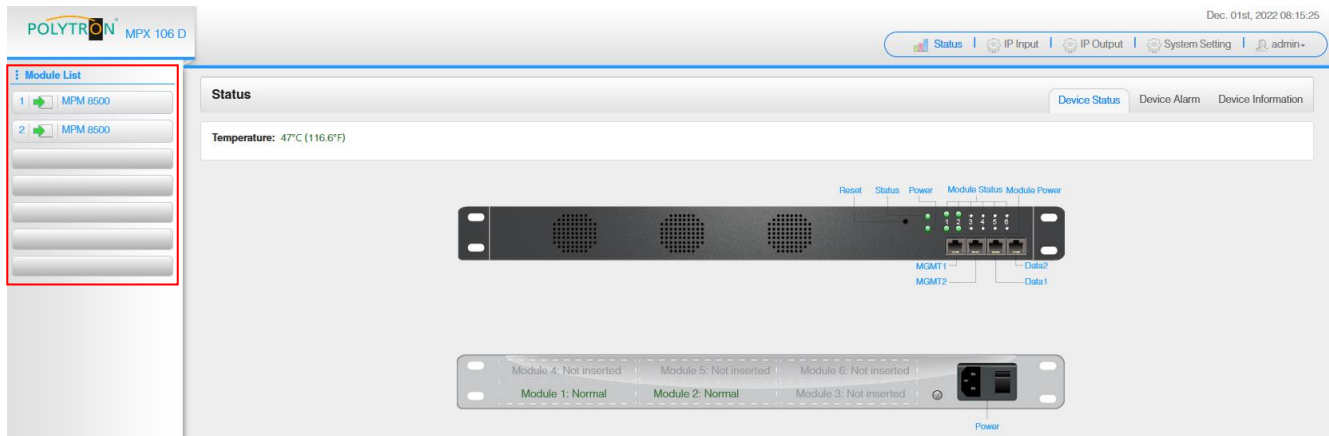 Dec. 01st, 2022 08:15:25
POLYTRON MPX 106 D
Status
IP Input
IP Output
System Setting
admin
Module List
1 MPM 8500
2 MPM 8500
Status
Device Status
Device Alarm
Device Information
Temperature: 47°C (116.6°F)
Reset Status Power Module Status Module Power
1 2 3 4 5 6
MGMT1 Data2
MGMT2 Data1
Module 4: Not inserted Module 5: Not inserted Module 6: Not inserted
Module 1: Normal Module 2: Normal Module 3: Not inserted
Power